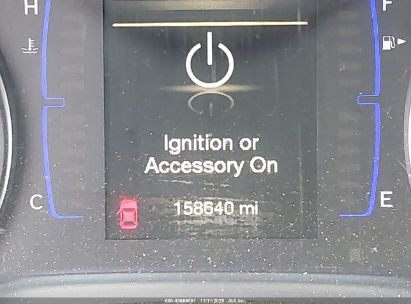 H
F
Ignition or
Accessory On
C
E
158640 mi